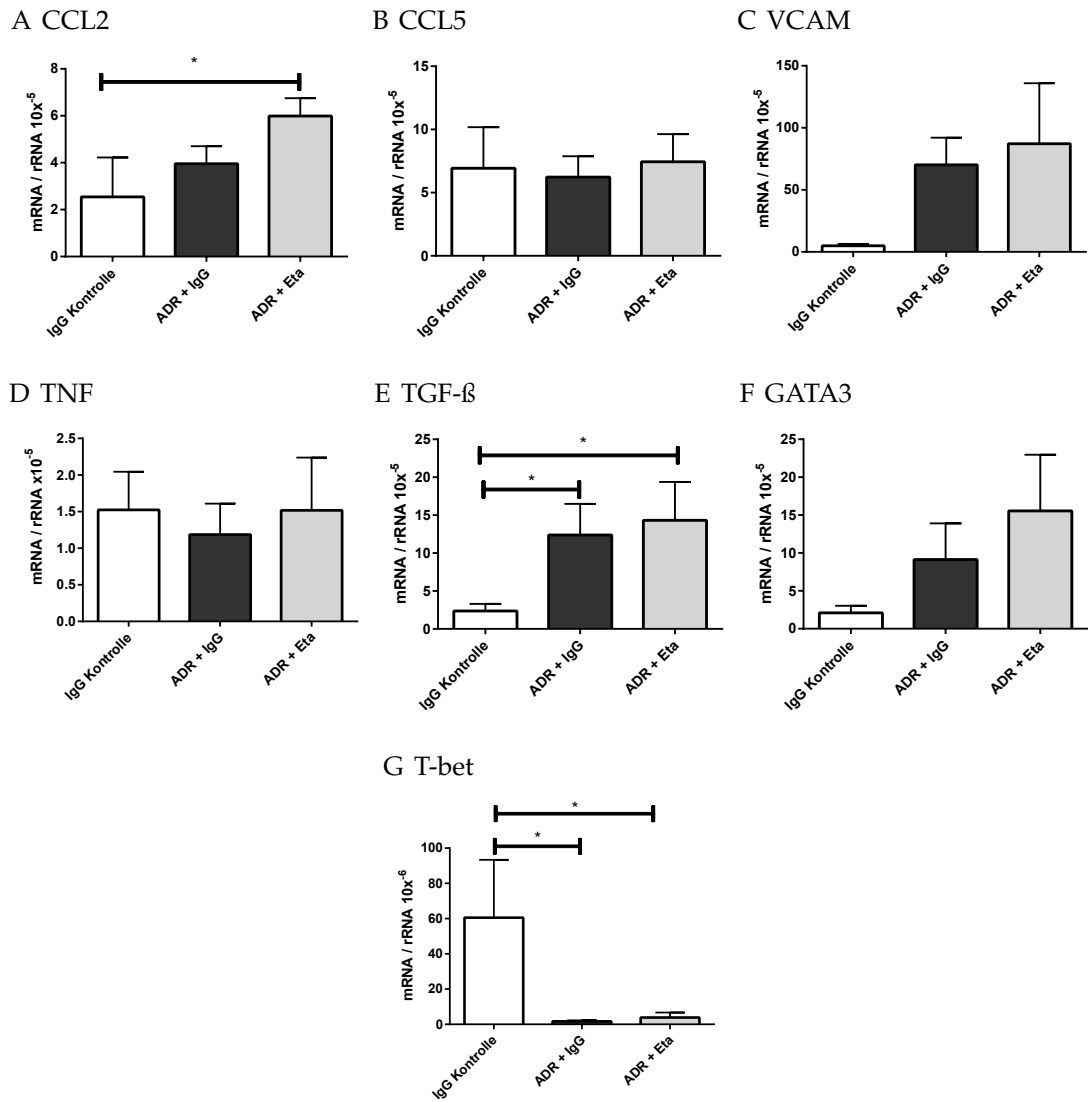 A CCL2
B CCL5
C VCAM
mRNA / rRNA 10x-5
8
6
4
2
0
*
IgG Kontrolle
ADR + IgG
ADR + Eta
mRNA / rRNA 10x-5
15
10
5
0
IgG Kontrolle
ADR + IgG
ADR + Eta
mRNA / rRNA 10x-5
150
100
50
0
IgG Kontrolle
ADR + IgG
ADR + Eta
D TNF
E TGF-ß
F GATA3
mRNA / rRNA x10-5
2.5
2.0
1.5
1.0
0.5
0.0
IgG Kontrolle
ADR + IgG
ADR + Eta
mRNA / rRNA 10x-5
25
20
15
10
5
0
*
*
IgG Kontrolle
ADR + IgG
ADR + Eta
mRNA / rRNA 10x-5
25
20
15
10
5
0
IgG Kontrolle
ADR + IgG
ADR + Eta
G T-bet
mRNA / rRNA 10x-6
100
80
60
40
20
0
*
*
IgG Kontrolle
ADR + IgG
ADR + Eta